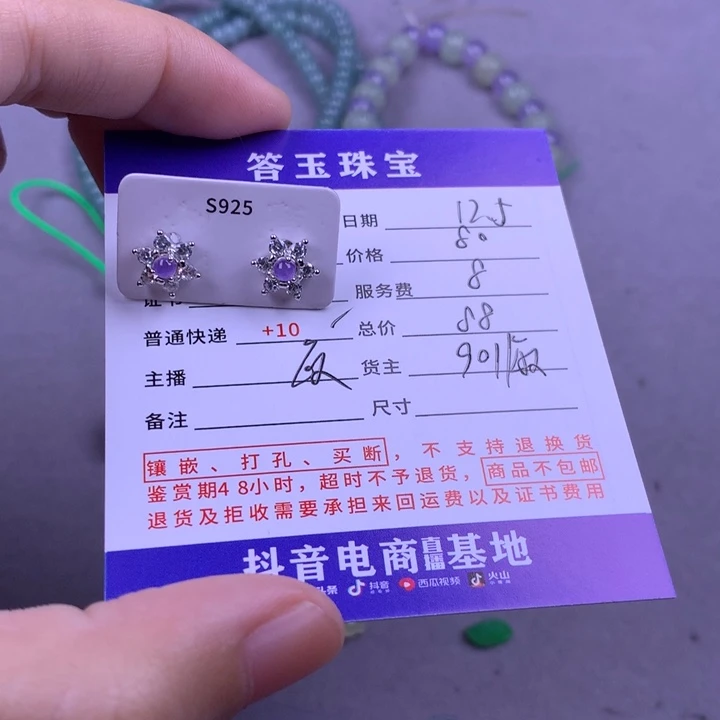 答玉珠宝
S925
日期 12.5
价格 80
服务费 8
普通快递 +10 总价 88
主播 货主 901
备注 尺寸
镶嵌、打孔、买断，不支持退换货
鉴赏期48小时，超时不予退货，商品不包邮
退货及拒收需要承担来回运费以及证书费用
抖音电商直播基地
头条 抖音 西瓜视频 火山